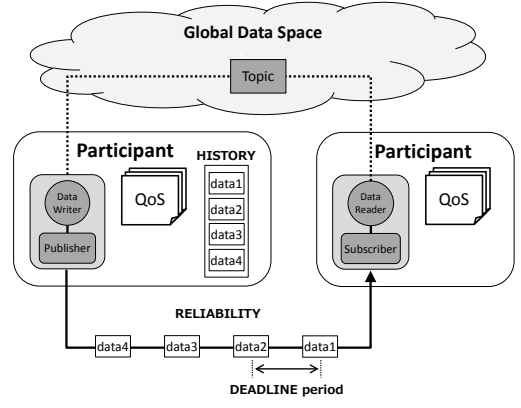 Global Data Space
Topic
Participant
HISTORY
Data
Writer
Publisher
QoS
data1
data2
data3
data4
Participant
Data
Reader
Subscriber
QoS
RELIABILITY
data4
data3
data2
data1
DEADLINE period